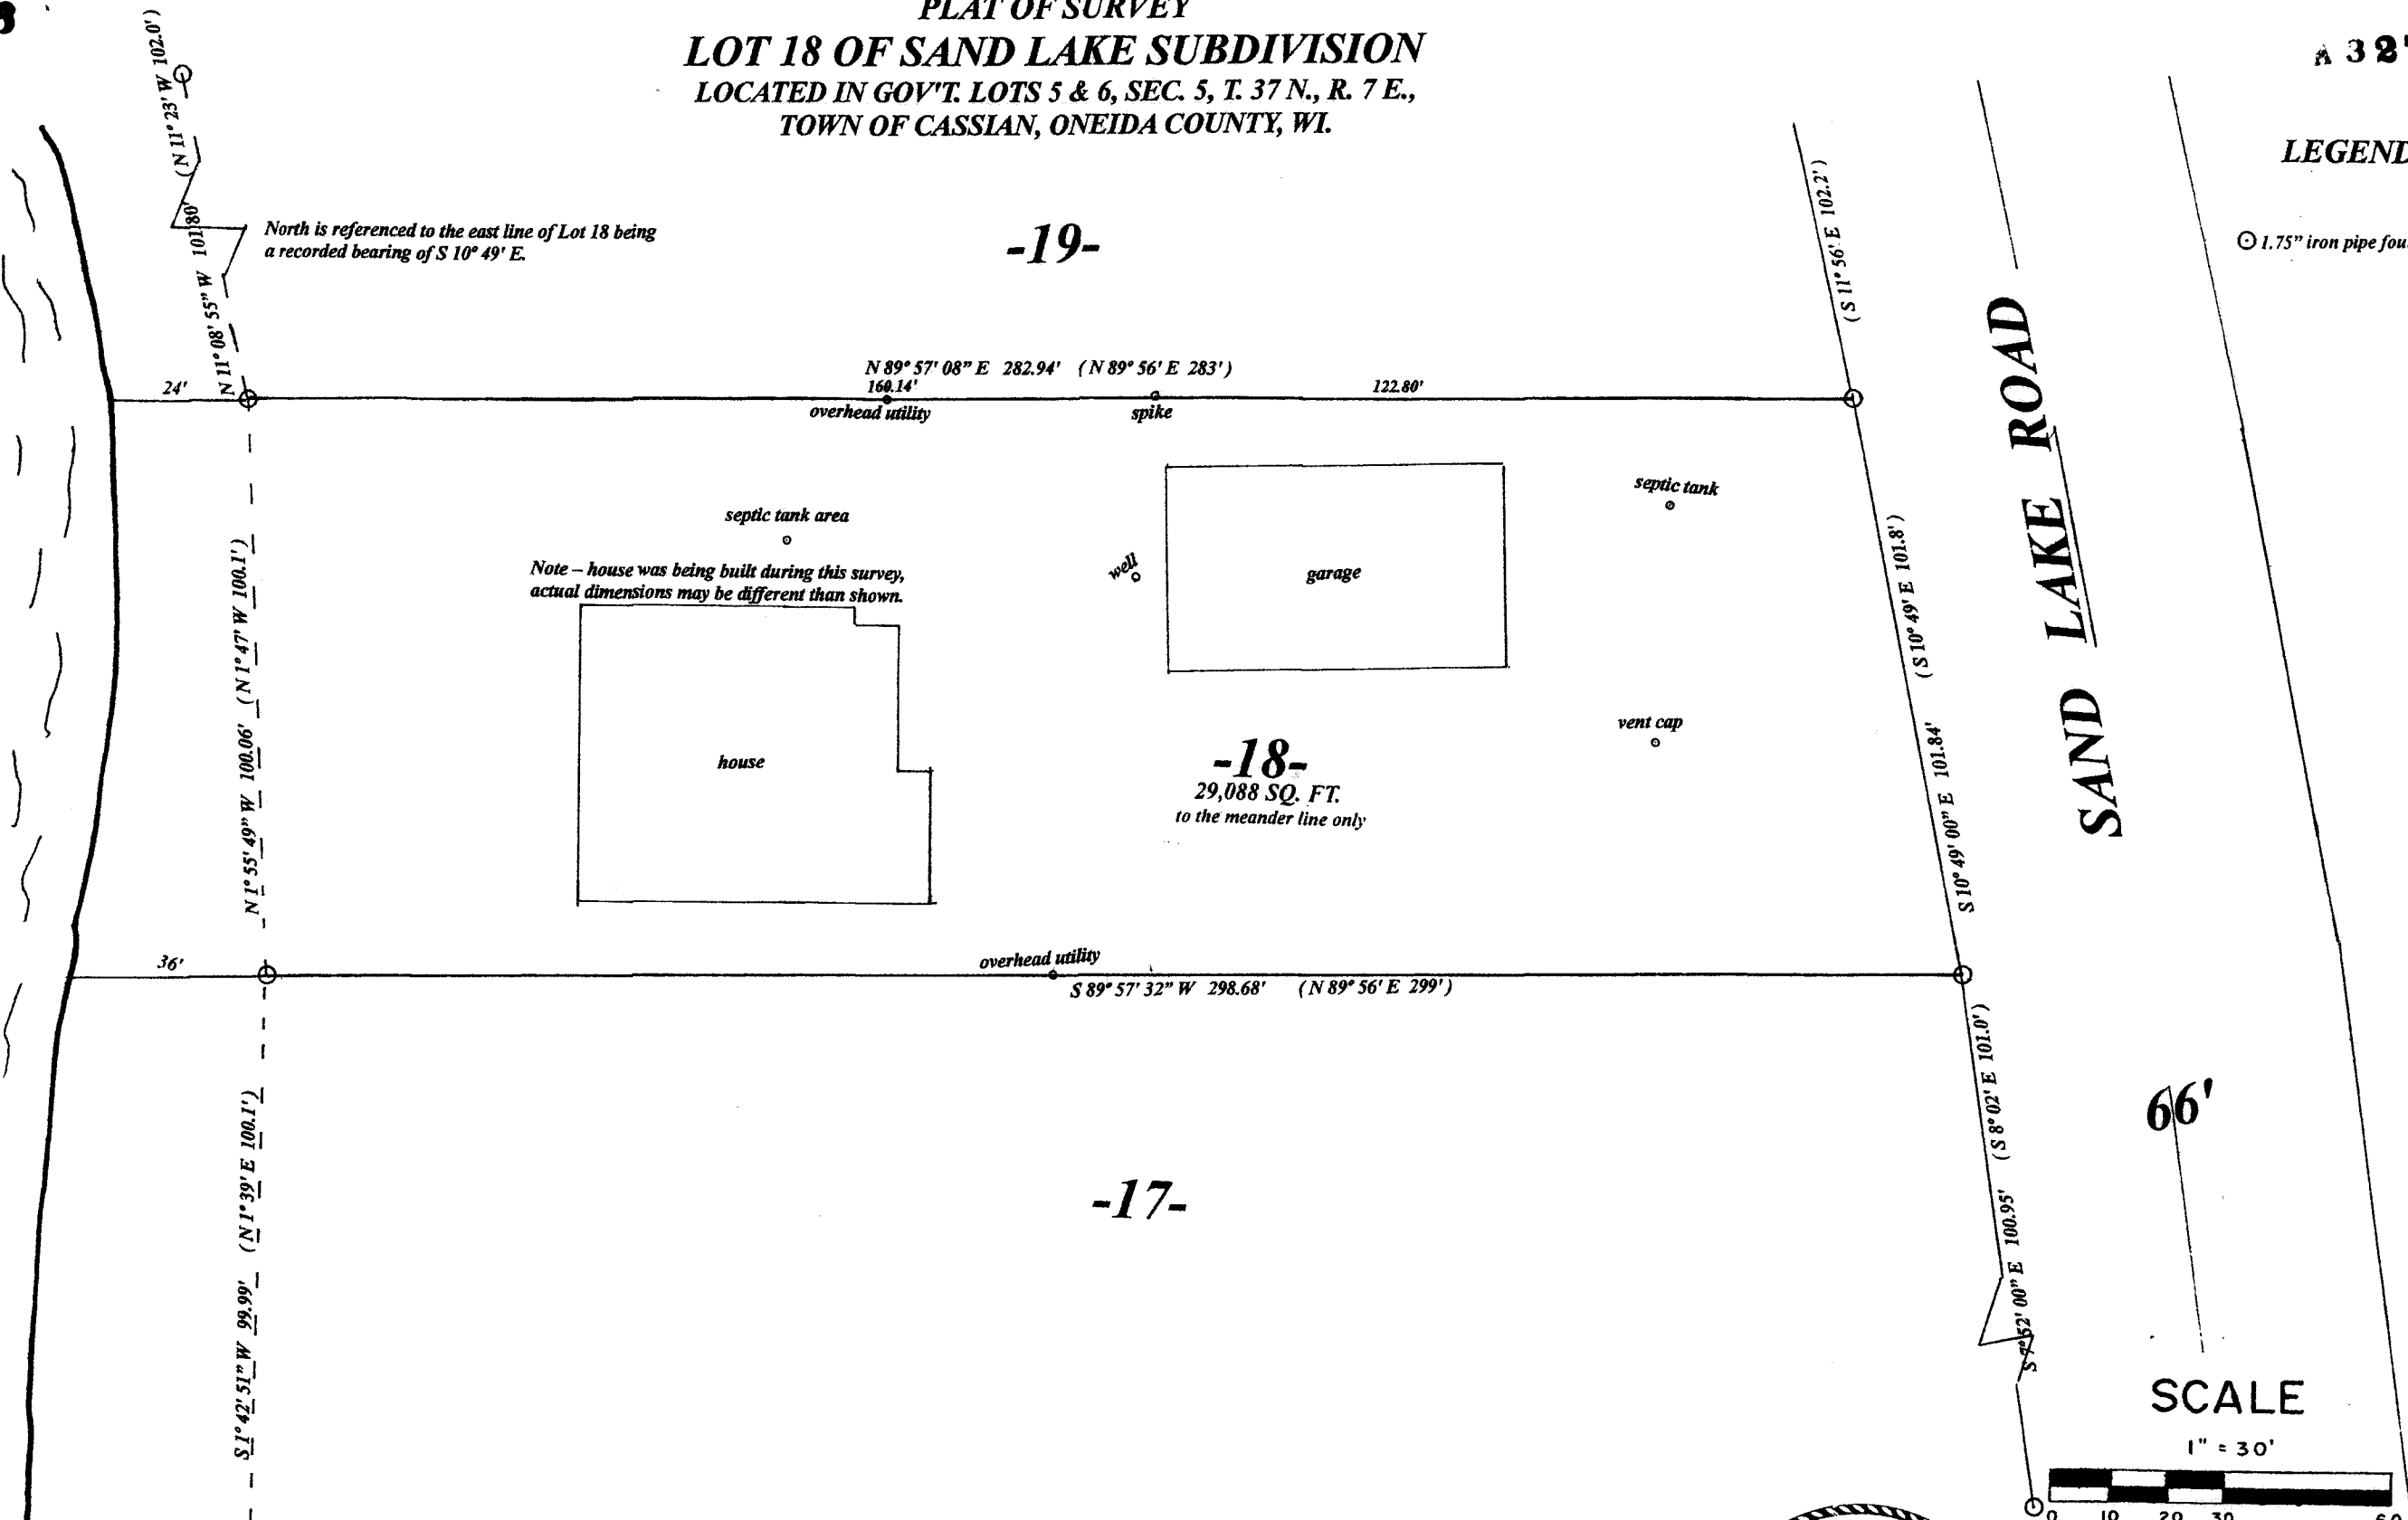 PLAT OF SURVEY
LOT 18 OF SAND LAKE SUBDIVISION
LOCATED IN GOV'T. LOTS 5 & 6, SEC. 5, T. 37 N., R. 7 E.,
TOWN OF CASSIAN, ONEIDA COUNTY, WI.
A 32'
LEGEND
1.75" iron pipe fou
(N 11° 23' W 102.0')
N 11° 08' 55" W 101.80'
North is referenced to the east line of Lot 18 being
a recorded bearing of S 10° 49' E.
-19-
(S 11° 56' E 102.2')
24'
N 89° 57' 08" E 282.94' (N 89° 56' E 283')
160.14'
122.80'
overhead utility
spike
septic tank area
septic tank
well
garage
Note – house was being built during this survey,
actual dimensions may be different than shown.
house
vent cap
-18-
29,088 SQ. FT.
to the meander line only
N 1° 55' 49" W 100.06' (N 1° 47' W 100.1')
S 10° 49' 00" E 101.84' (S 10° 49' E 101.8')
SAND LAKE ROAD
36'
overhead utility
S 89° 57' 32" W 298.68' (N 89° 56' E 299')
-17-
S 1° 42' 51" W 99.99' (N 1° 39' E 100.1')
S 7° 52' 00" E 100.95' (S 8° 02' E 101.0')
66'
SCALE
1" = 30'
0 10 20 30 60